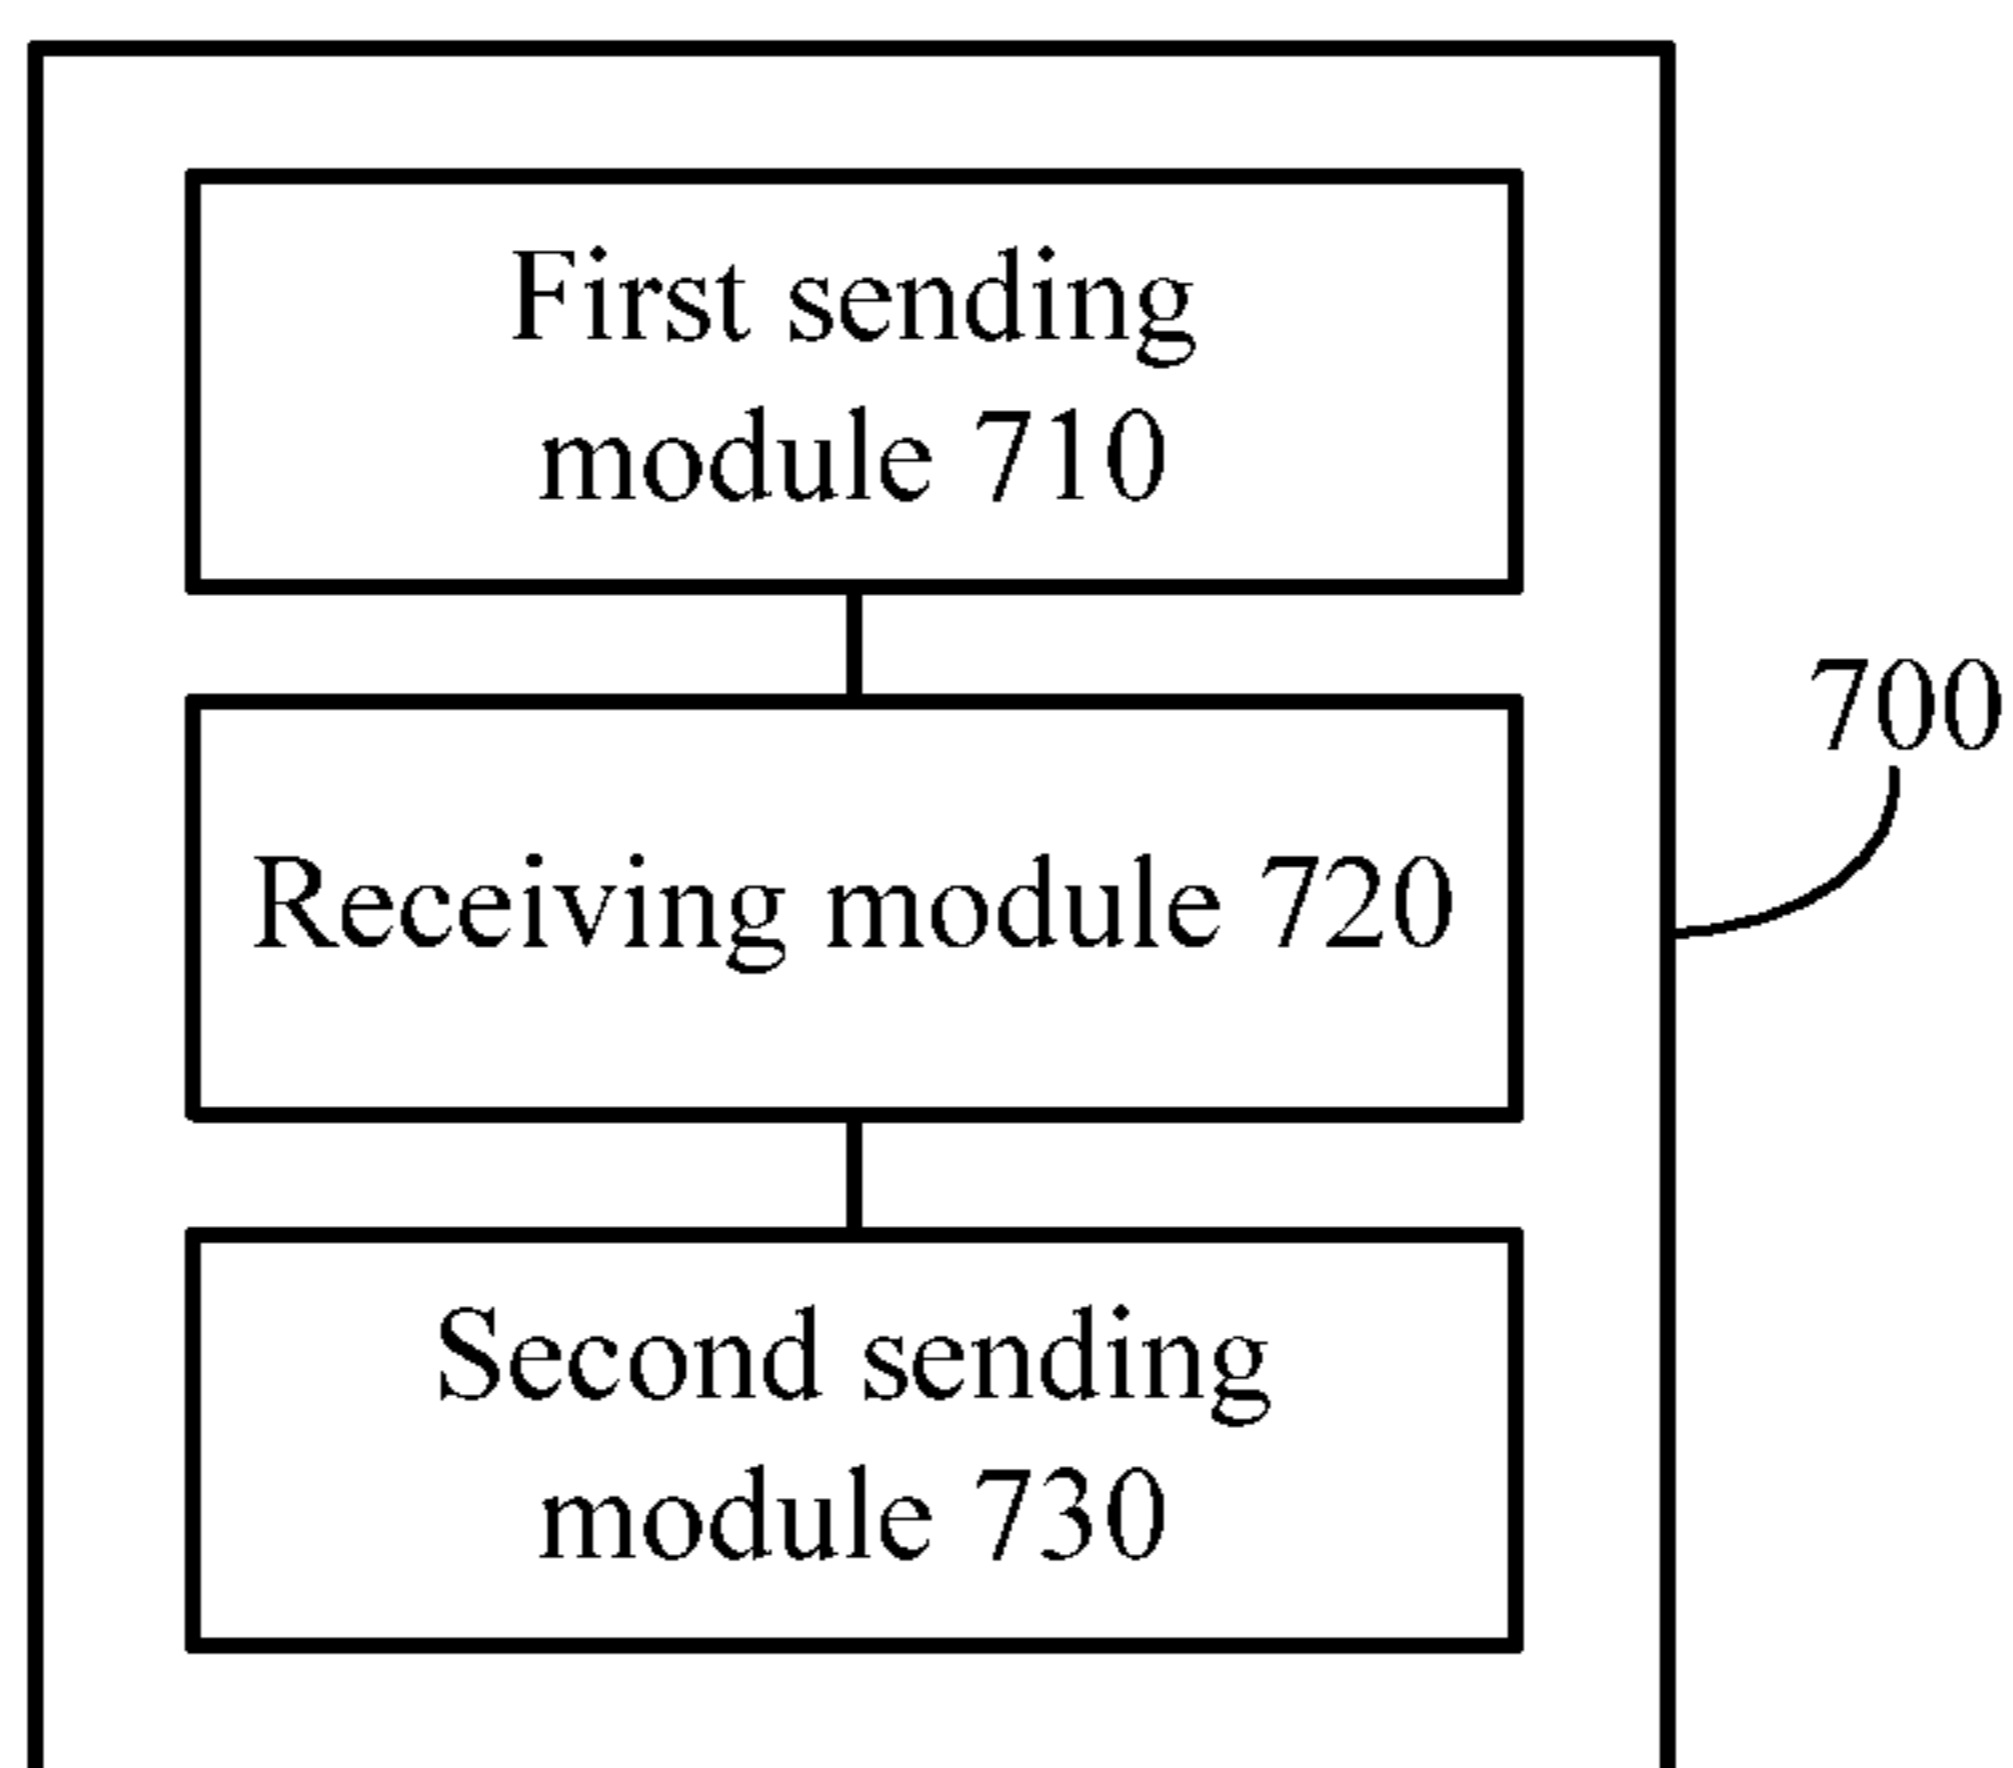 First sending
module 710
700
Receiving module 720
Second sending
module 730